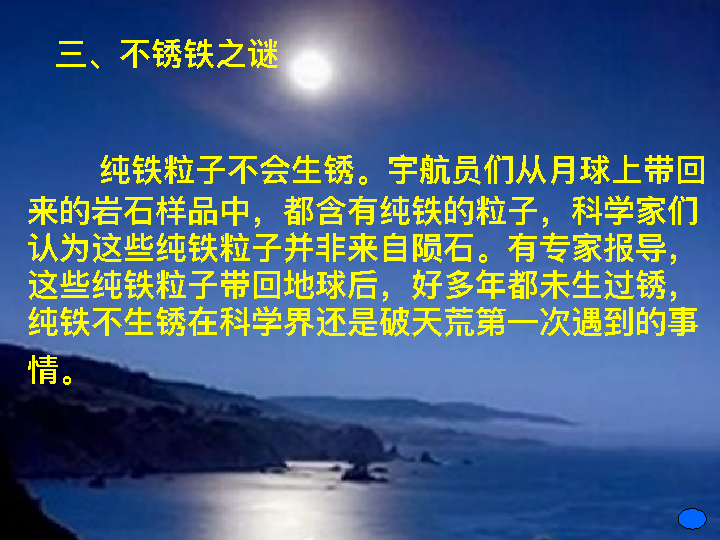 三、不锈铁之谜
纯铁粒子不会生锈。宇航员们从月球上带回
来的岩石样品中，都含有纯铁的粒子，科学家们
认为这些纯铁粒子并非来自陨石。有专家报导，
这些纯铁粒子带回地球后，好多年都未生过锈，
纯铁不生锈在科学界还是破天荒第一次遇到的事
情。